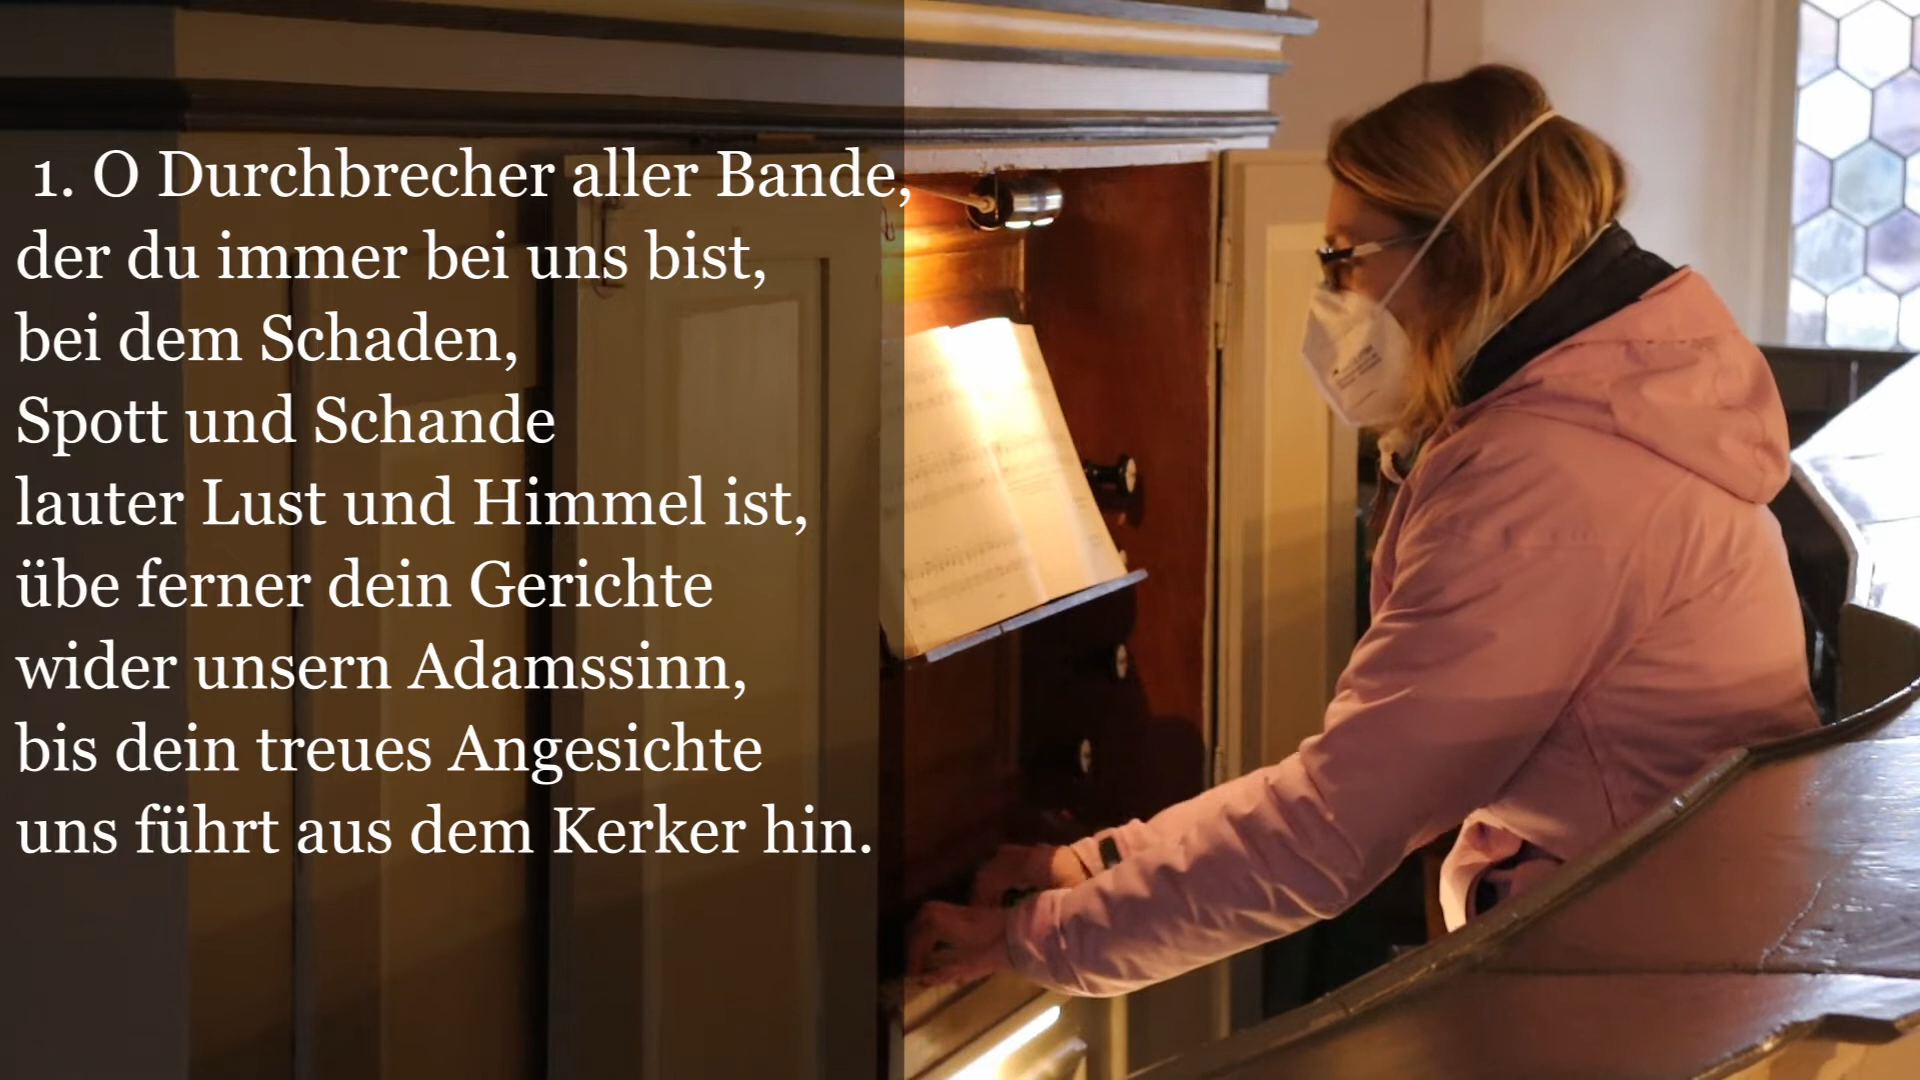 1. O Durchbrecher aller Bande,
der du immer bei uns bist,
bei dem Schaden,
Spott und Schande
lauter Lust und Himmel ist,
übe ferner dein Gerichte
wider unsern Adamssinn,
bis dein treues Angesichte
uns führt aus dem Kerker hin.